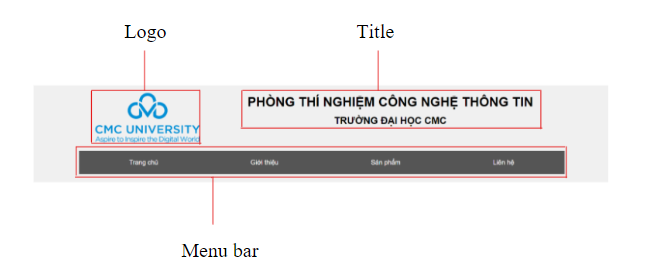 Logo
Title
PHÒNG THÍ NGHIỆM CÔNG NGHỆ THÔNG TIN
TRƯỜNG ĐẠI HỌC CMC
CMC UNIVERSITY
Aspire to Inspire the Digital World
Trang chủ
Giới thiệu
Sản phẩm
Liên hệ
Menu bar